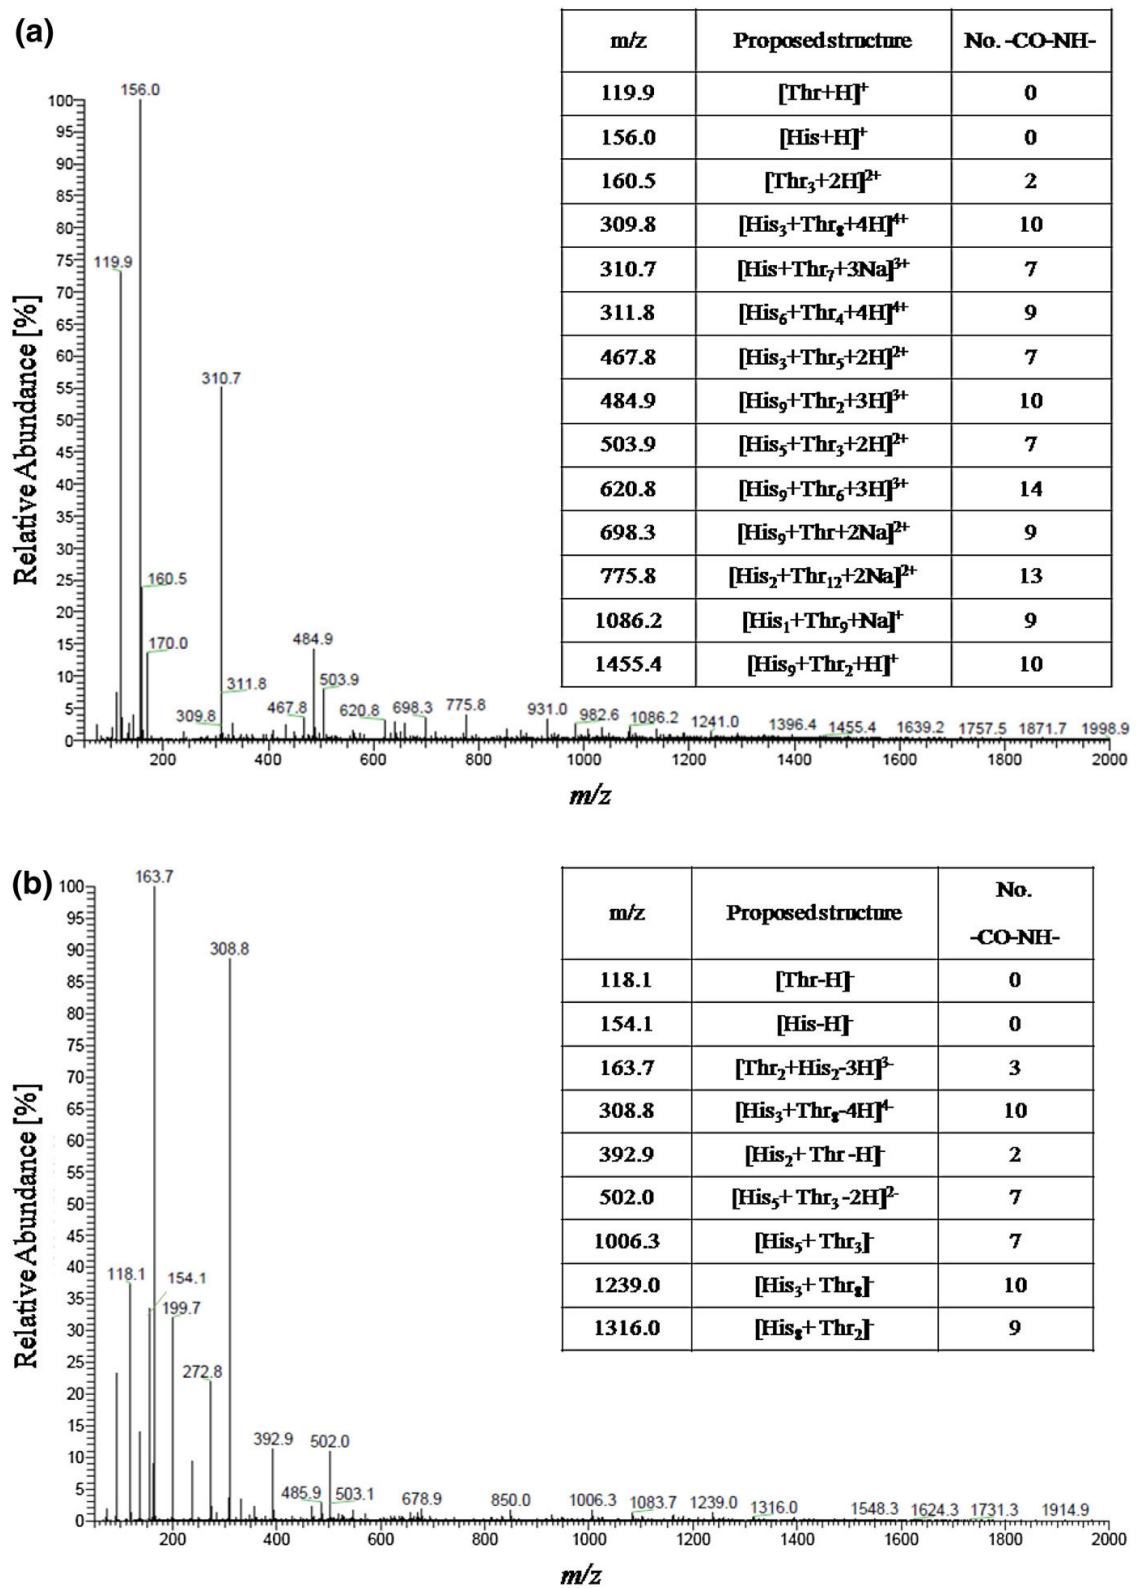 (a)
m/z Proposed structure No. -CO-NH-
119.9 [Thr+H]⁺ 0
156.0 [His+H]⁺ 0
160.5 [Thr₃+2H]²⁺ 2
309.8 [His₃+Thr₈+4H]⁴⁺ 10
310.7 [His+Thr₇+3Na]³⁺ 7
311.8 [His₆+Thr₄+4H]⁴⁺ 9
467.8 [His₃+Thr₅+2H]²⁺ 7
484.9 [His₉+Thr₂+3H]³⁺ 10
503.9 [His₅+Thr₃+2H]²⁺ 7
620.8 [His₉+Thr₆+3H]³⁺ 14
698.3 [His₉+Thr+2Na]²⁺ 9
775.8 [His₂+Thr₁₂+2Na]²⁺ 13
1086.2 [His₁+Thr₉+Na]⁺ 9
1455.4 [His₉+Thr₂+H]⁺ 10
Relative Abundance [%]
100
95
90
85
80
75
70
65
60
55
50
45
40
35
30
25
20
15
10
5
0
156.0
119.9
310.7
160.5
170.0
484.9
311.8
503.9
309.8
467.8
620.8
698.3
775.8
931.0
982.6
1086.2
1241.0
1396.4
1455.4
1639.2
1757.5
1871.7
1998.9
200 400 600 800 1000 1200 1400 1600 1800 2000
m/z
(b)
m/z Proposed structure No.
-CO-NH-
118.1 [Thr-H]⁻ 0
154.1 [His-H]⁻ 0
163.7 [Thr₂+His₂-3H]³⁻ 3
308.8 [His₃+Thr₈-4H]⁴⁻ 10
392.9 [His₂+ Thr -H]⁻ 2
502.0 [His₅+ Thr₃ -2H]²⁻ 7
1006.3 [His₅+ Thr₃]⁻ 7
1239.0 [His₃+ Thr₈]⁻ 10
1316.0 [His₈+ Thr₂]⁻ 9
Relative Abundance [%]
100
95
90
85
80
75
70
65
60
55
50
45
40
35
30
25
20
15
10
5
0
163.7
308.8
118.1
154.1
199.7
272.8
392.9
502.0
485.9
503.1
678.9
850.0
1006.3
1083.7
1239.0
1316.0
1548.3
1624.3
1731.3
1914.9
200 400 600 800 1000 1200 1400 1600 1800 2000
m/z